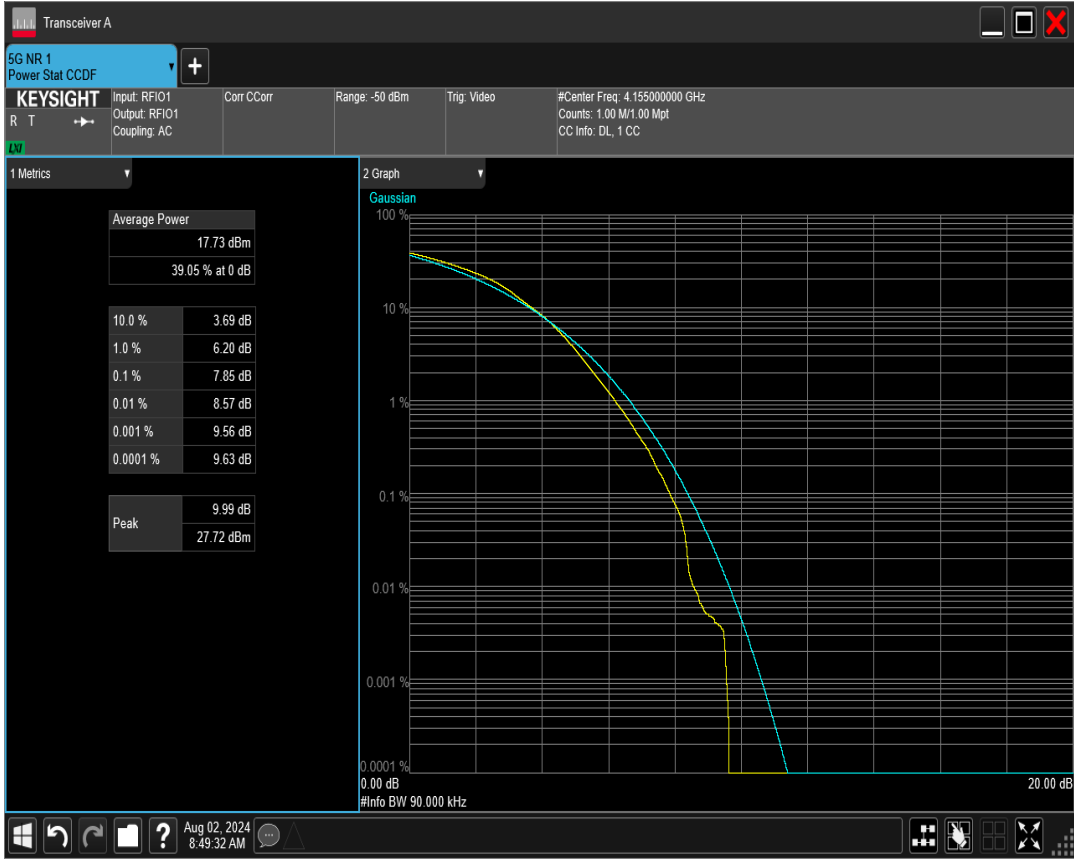 Transceiver A
5G NR 1
Power Stat CCDF
+
KEYSIGHT
R T
LXI
Input: RFIO1
Output: RFIO1
Coupling: AC
Corr CCorr
Range: -50 dBm
Trig: Video
#Center Freq: 4.155000000 GHz
Counts: 1.00 M/1.00 Mpt
CC Info: DL, 1 CC
1 Metrics
Average Power
17.73 dBm
39.05 % at 0 dB
10.0 % 3.69 dB
1.0 % 6.20 dB
0.1 % 7.85 dB
0.01 % 8.57 dB
0.001 % 9.56 dB
0.0001 % 9.63 dB
Peak
9.99 dB
27.72 dBm
2 Graph
Gaussian
100 %
10 %
1 %
0.1 %
0.01 %
0.001 %
0.0001 %
0.00 dB 20.00 dB
#Info BW 90.000 kHz
?
Aug 02, 2024
8:49:32 AM